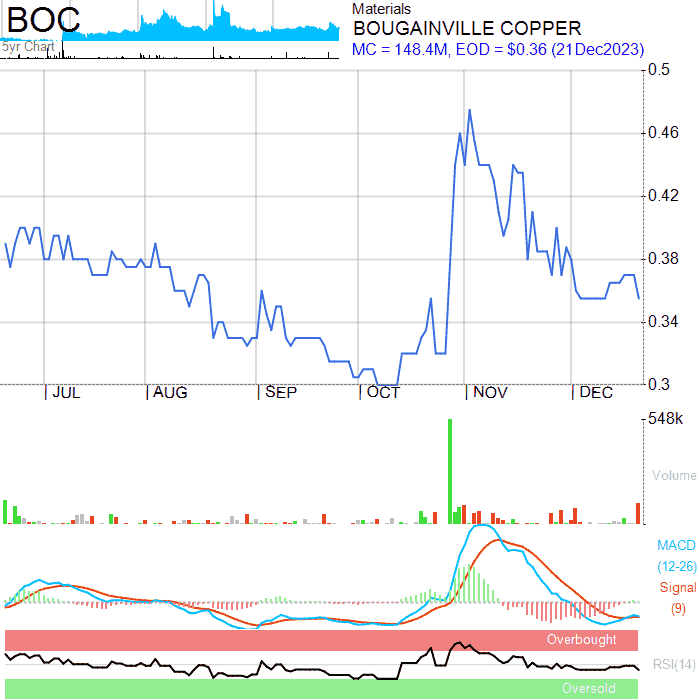 BOC
5yr Chart
Materials
BOUGAINVILLE COPPER
MC = 148.4M, EOD = $0.36 (21Dec2023)
0.5
0.46
0.42
0.38
0.34
0.3
JUL AUG SEP OCT NOV DEC
548k
Volume
MACD
(12-26)
Signal
(9)
Overbought
RSI(14)
Oversold